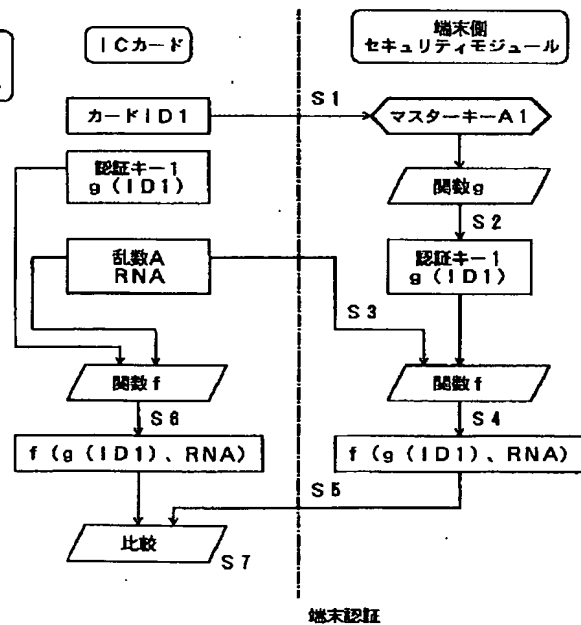 ICカード
端末側
セキュリティモジュール
S1
カードID1
マスターキーA1
認証キー1
g(ID1)
関数g
S2
乱数A
RNA
認証キー1
g(ID1)
S3
関数f
関数f
S6
S4
f(g(ID1)、RNA)
f(g(ID1)、RNA)
S5
比較
S7
端末認証